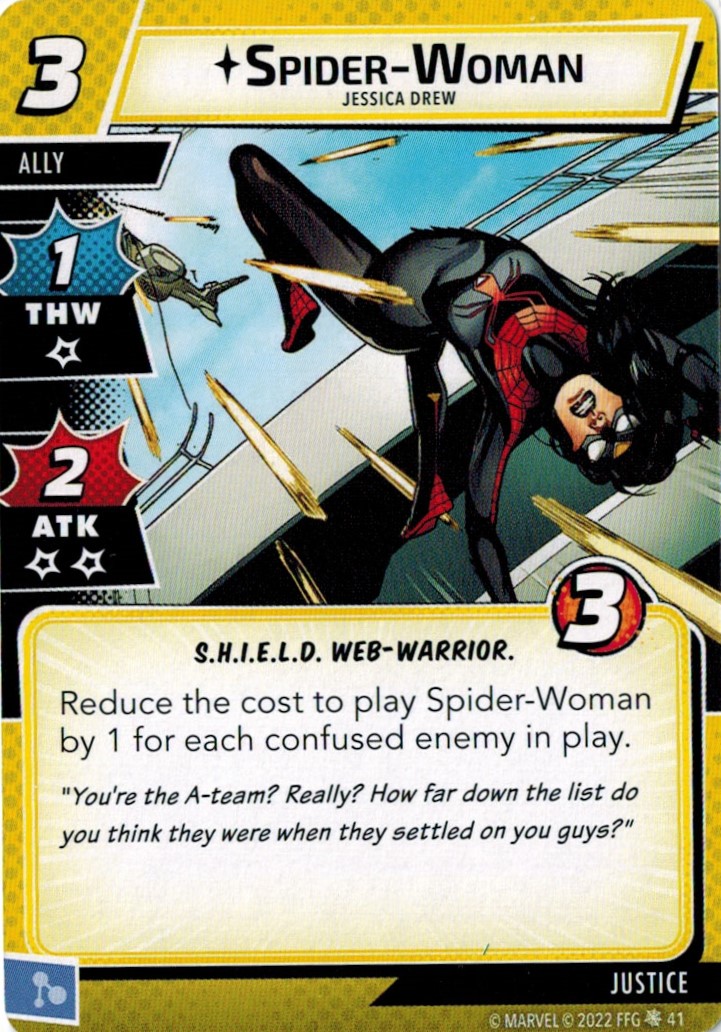 3
SPIDER-WOMAN
JESSICA DREW
ALLY
1
THW
2
ATK
3
S.H.I.E.L.D. WEB-WARRIOR.
Reduce the cost to play Spider-Woman
by 1 for each confused enemy in play.
"You're the A-team? Really? How far down the list do
you think they were when they settled on you guys?"
JUSTICE
© MARVEL © 2022 FFG 41